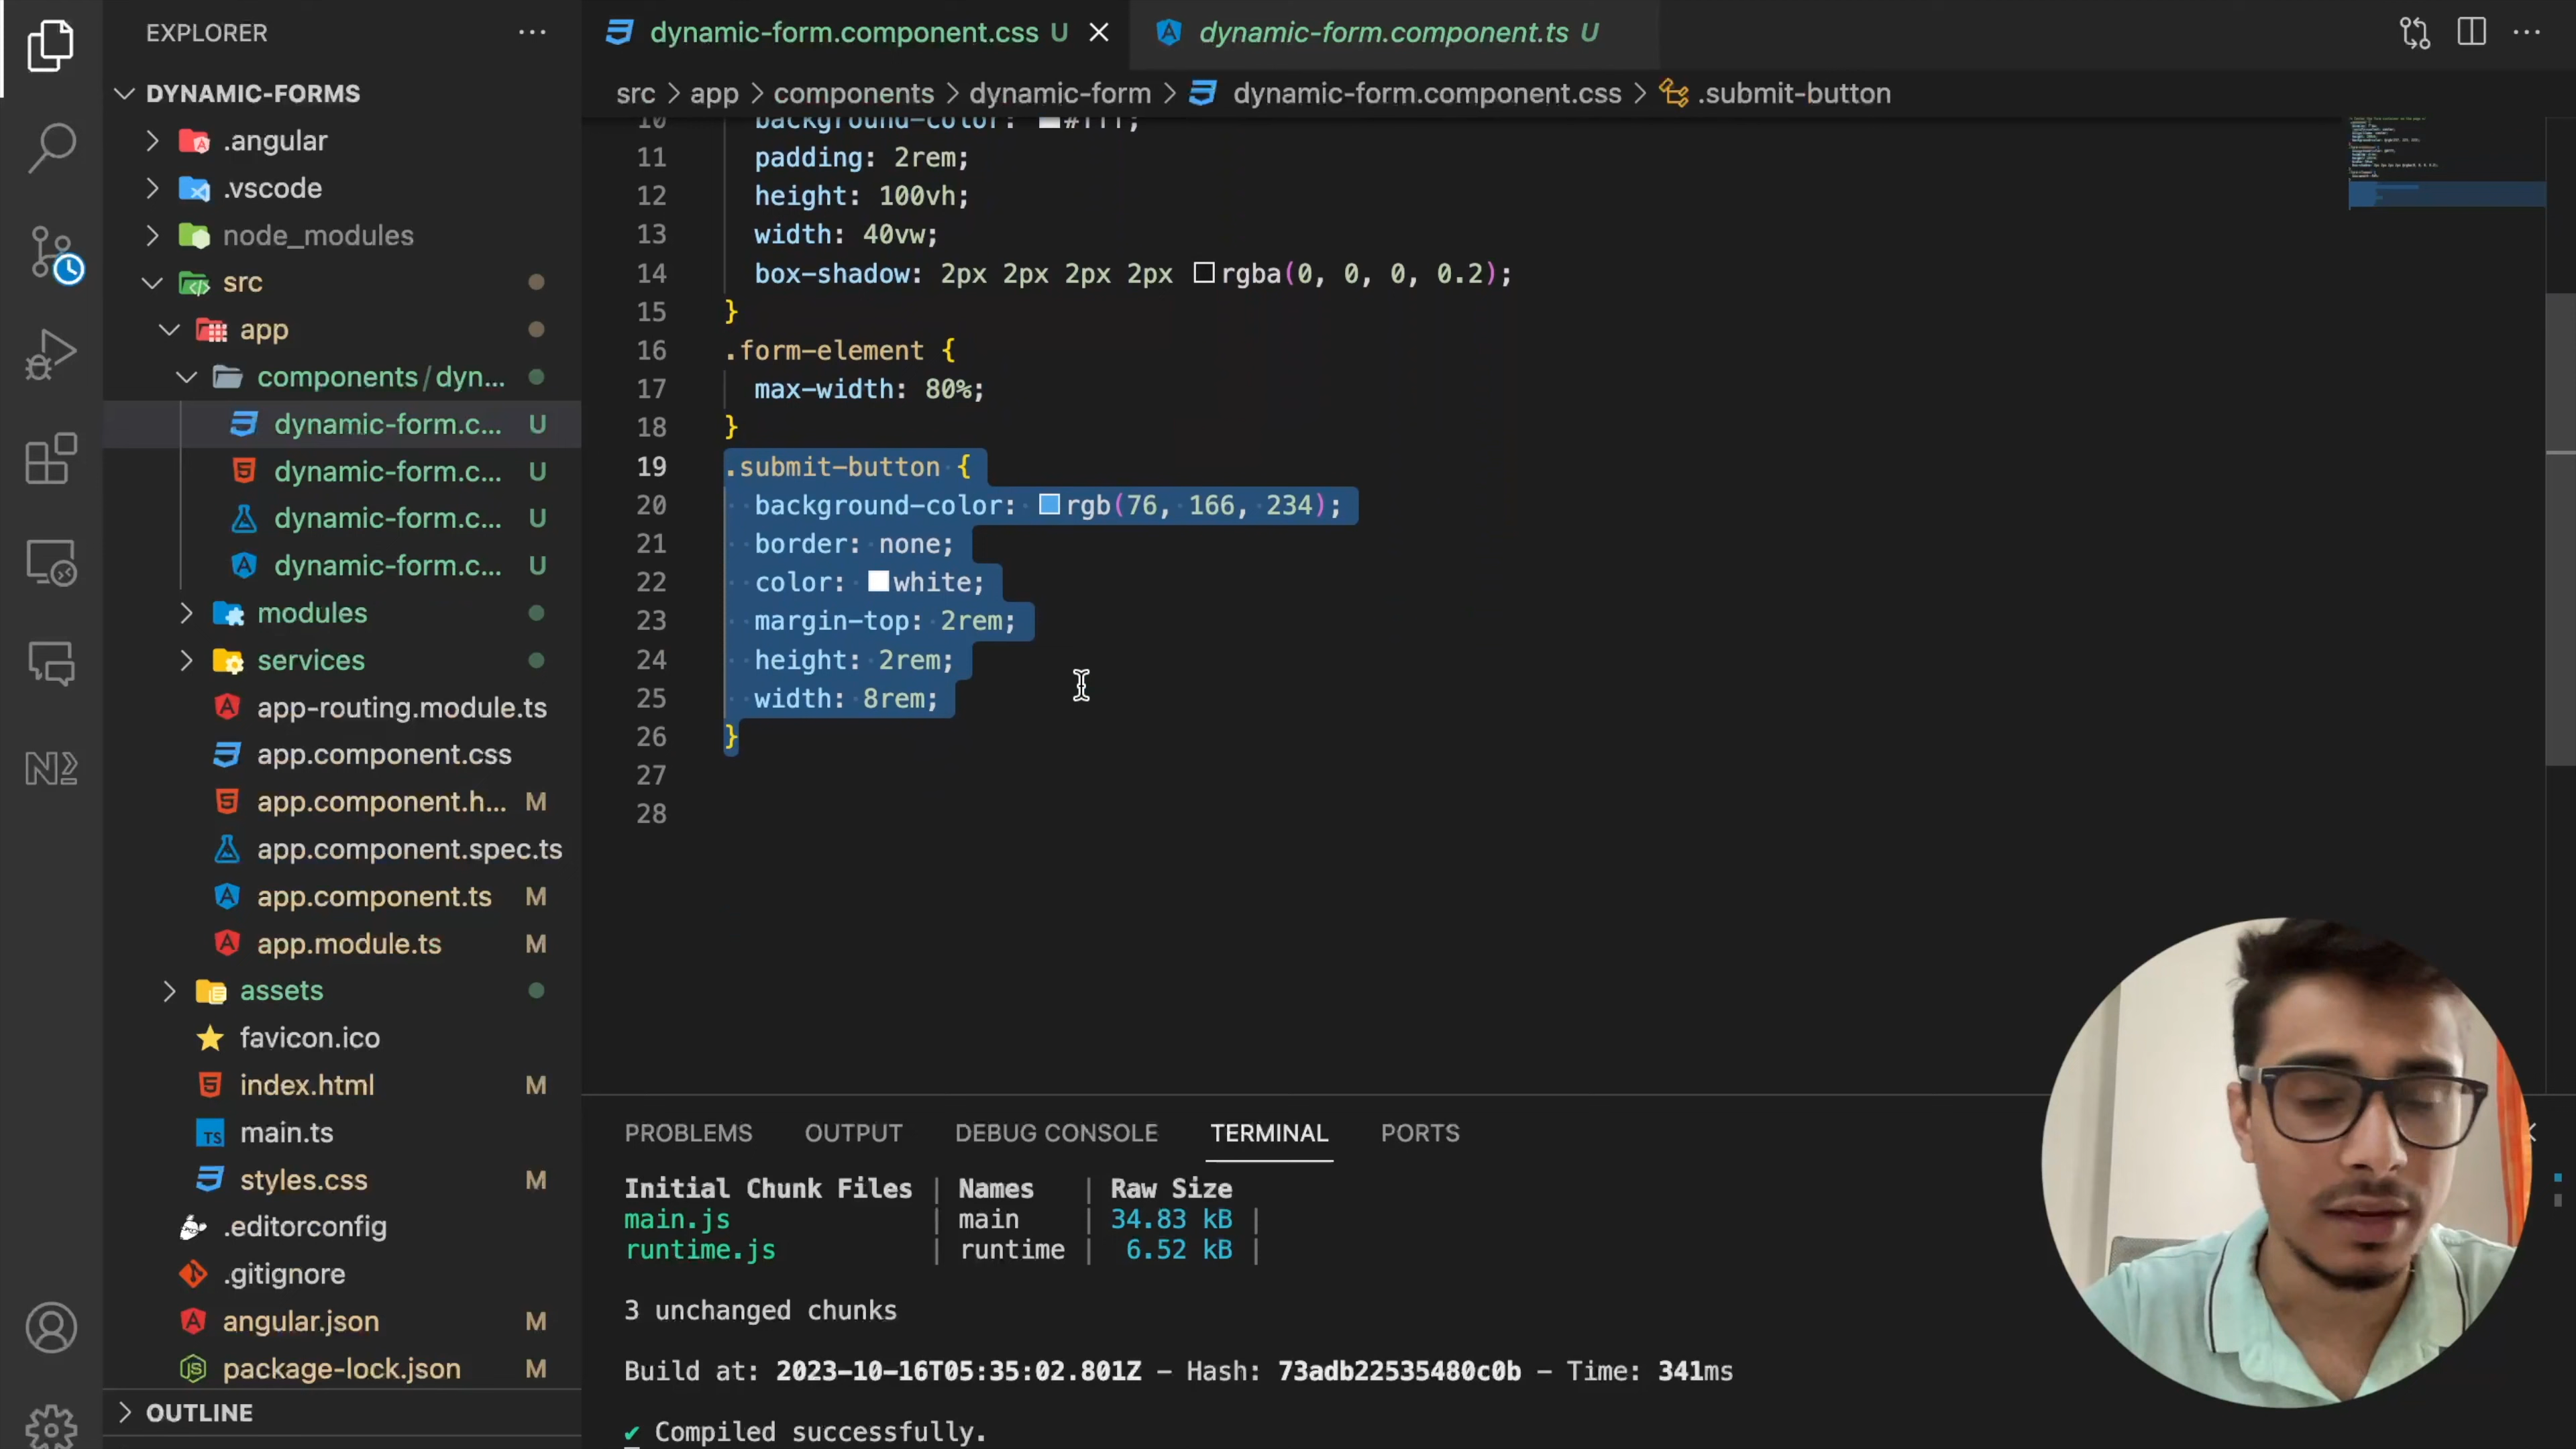 EXPLORER
DYNAMIC-FORMS
.angular
.vscode
node_modules
src
app
components/dyn...
dynamic-form.c... U
dynamic-form.c... U
dynamic-form.c... U
dynamic-form.c... U
modules
services
app-routing.module.ts
app.component.css
app.component.h... M
app.component.spec.ts
app.component.ts M
app.module.ts M
assets
favicon.ico
index.html M
TS main.ts
styles.css M
.editorconfig
.gitignore
angular.json M
package-lock.json M
OUTLINE
dynamic-form.component.css U
dynamic-form.component.ts U
src > app > components > dynamic-form > dynamic-form.component.css > .submit-button
10 background-color: #fff;
11 padding: 2rem;
12 height: 100vh;
13 width: 40vw;
14 box-shadow: 2px 2px 2px 2px rgba(0, 0, 0, 0.2);
15 }
16 .form-element {
17 max-width: 80%;
18 }
19 .submit-button {
20 background-color: rgb(76, 166, 234);
21 border: none;
22 color: white;
23 margin-top: 2rem;
24 height: 2rem;
25 width: 8rem;
26 }
27
28
PROBLEMS OUTPUT DEBUG CONSOLE TERMINAL PORTS
Initial Chunk Files | Names | Raw Size
main.js | main | 34.83 kB |
runtime.js | runtime | 6.52 kB |
3 unchanged chunks
Build at: 2023-10-16T05:35:02.801Z - Hash: 73adb22535480c0b - Time: 341ms
✔ Compiled successfully.